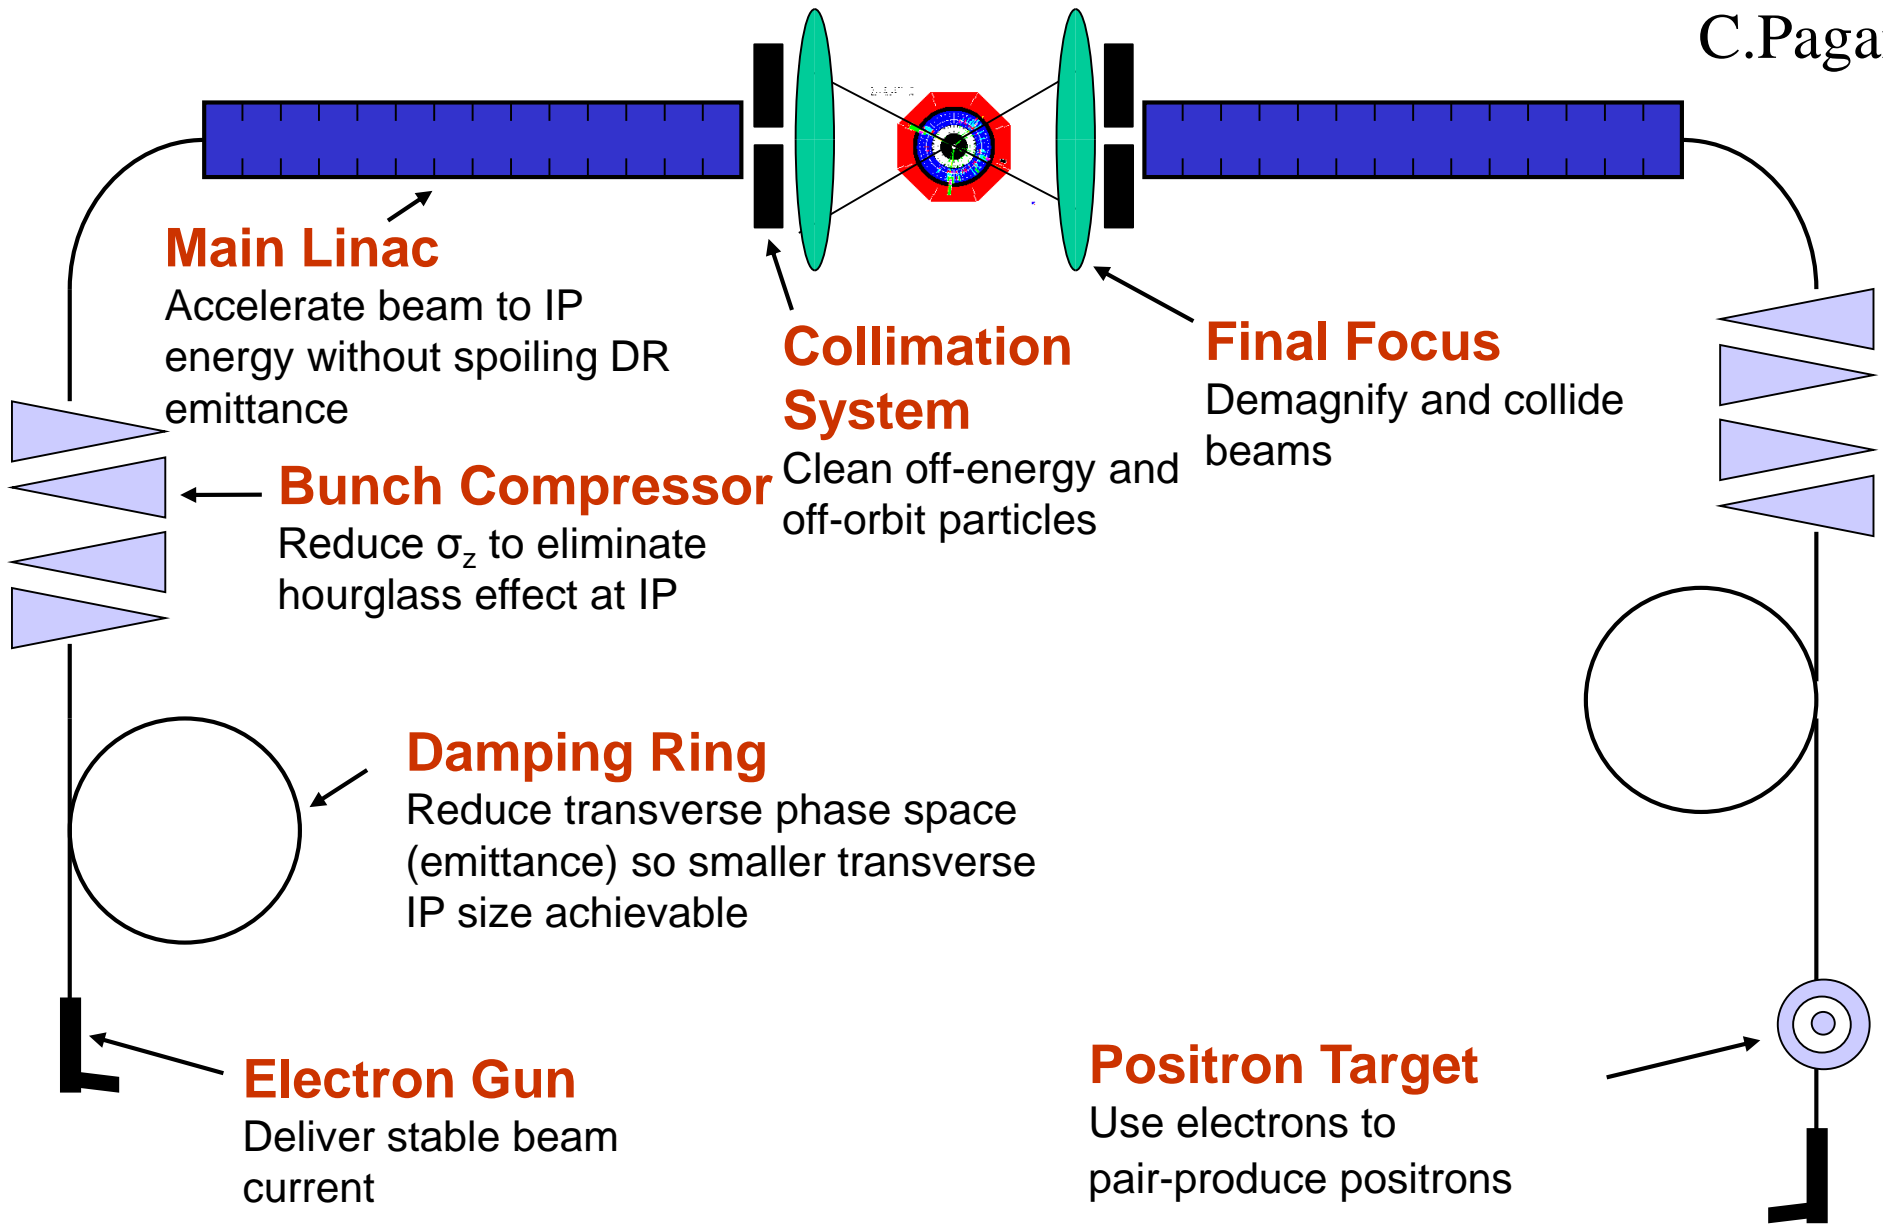 C.Paga
Main Linac
Accelerate beam to IP
energy without spoiling DR
emittance
Collimation
System
Clean off-energy and
off-orbit particles
Final Focus
Demagnify and collide
beams
Bunch Compressor
Reduce σz to eliminate
hourglass effect at IP
Damping Ring
Reduce transverse phase space
(emittance) so smaller transverse
IP size achievable
Electron Gun
Deliver stable beam
current
Positron Target
Use electrons to
pair-produce positrons